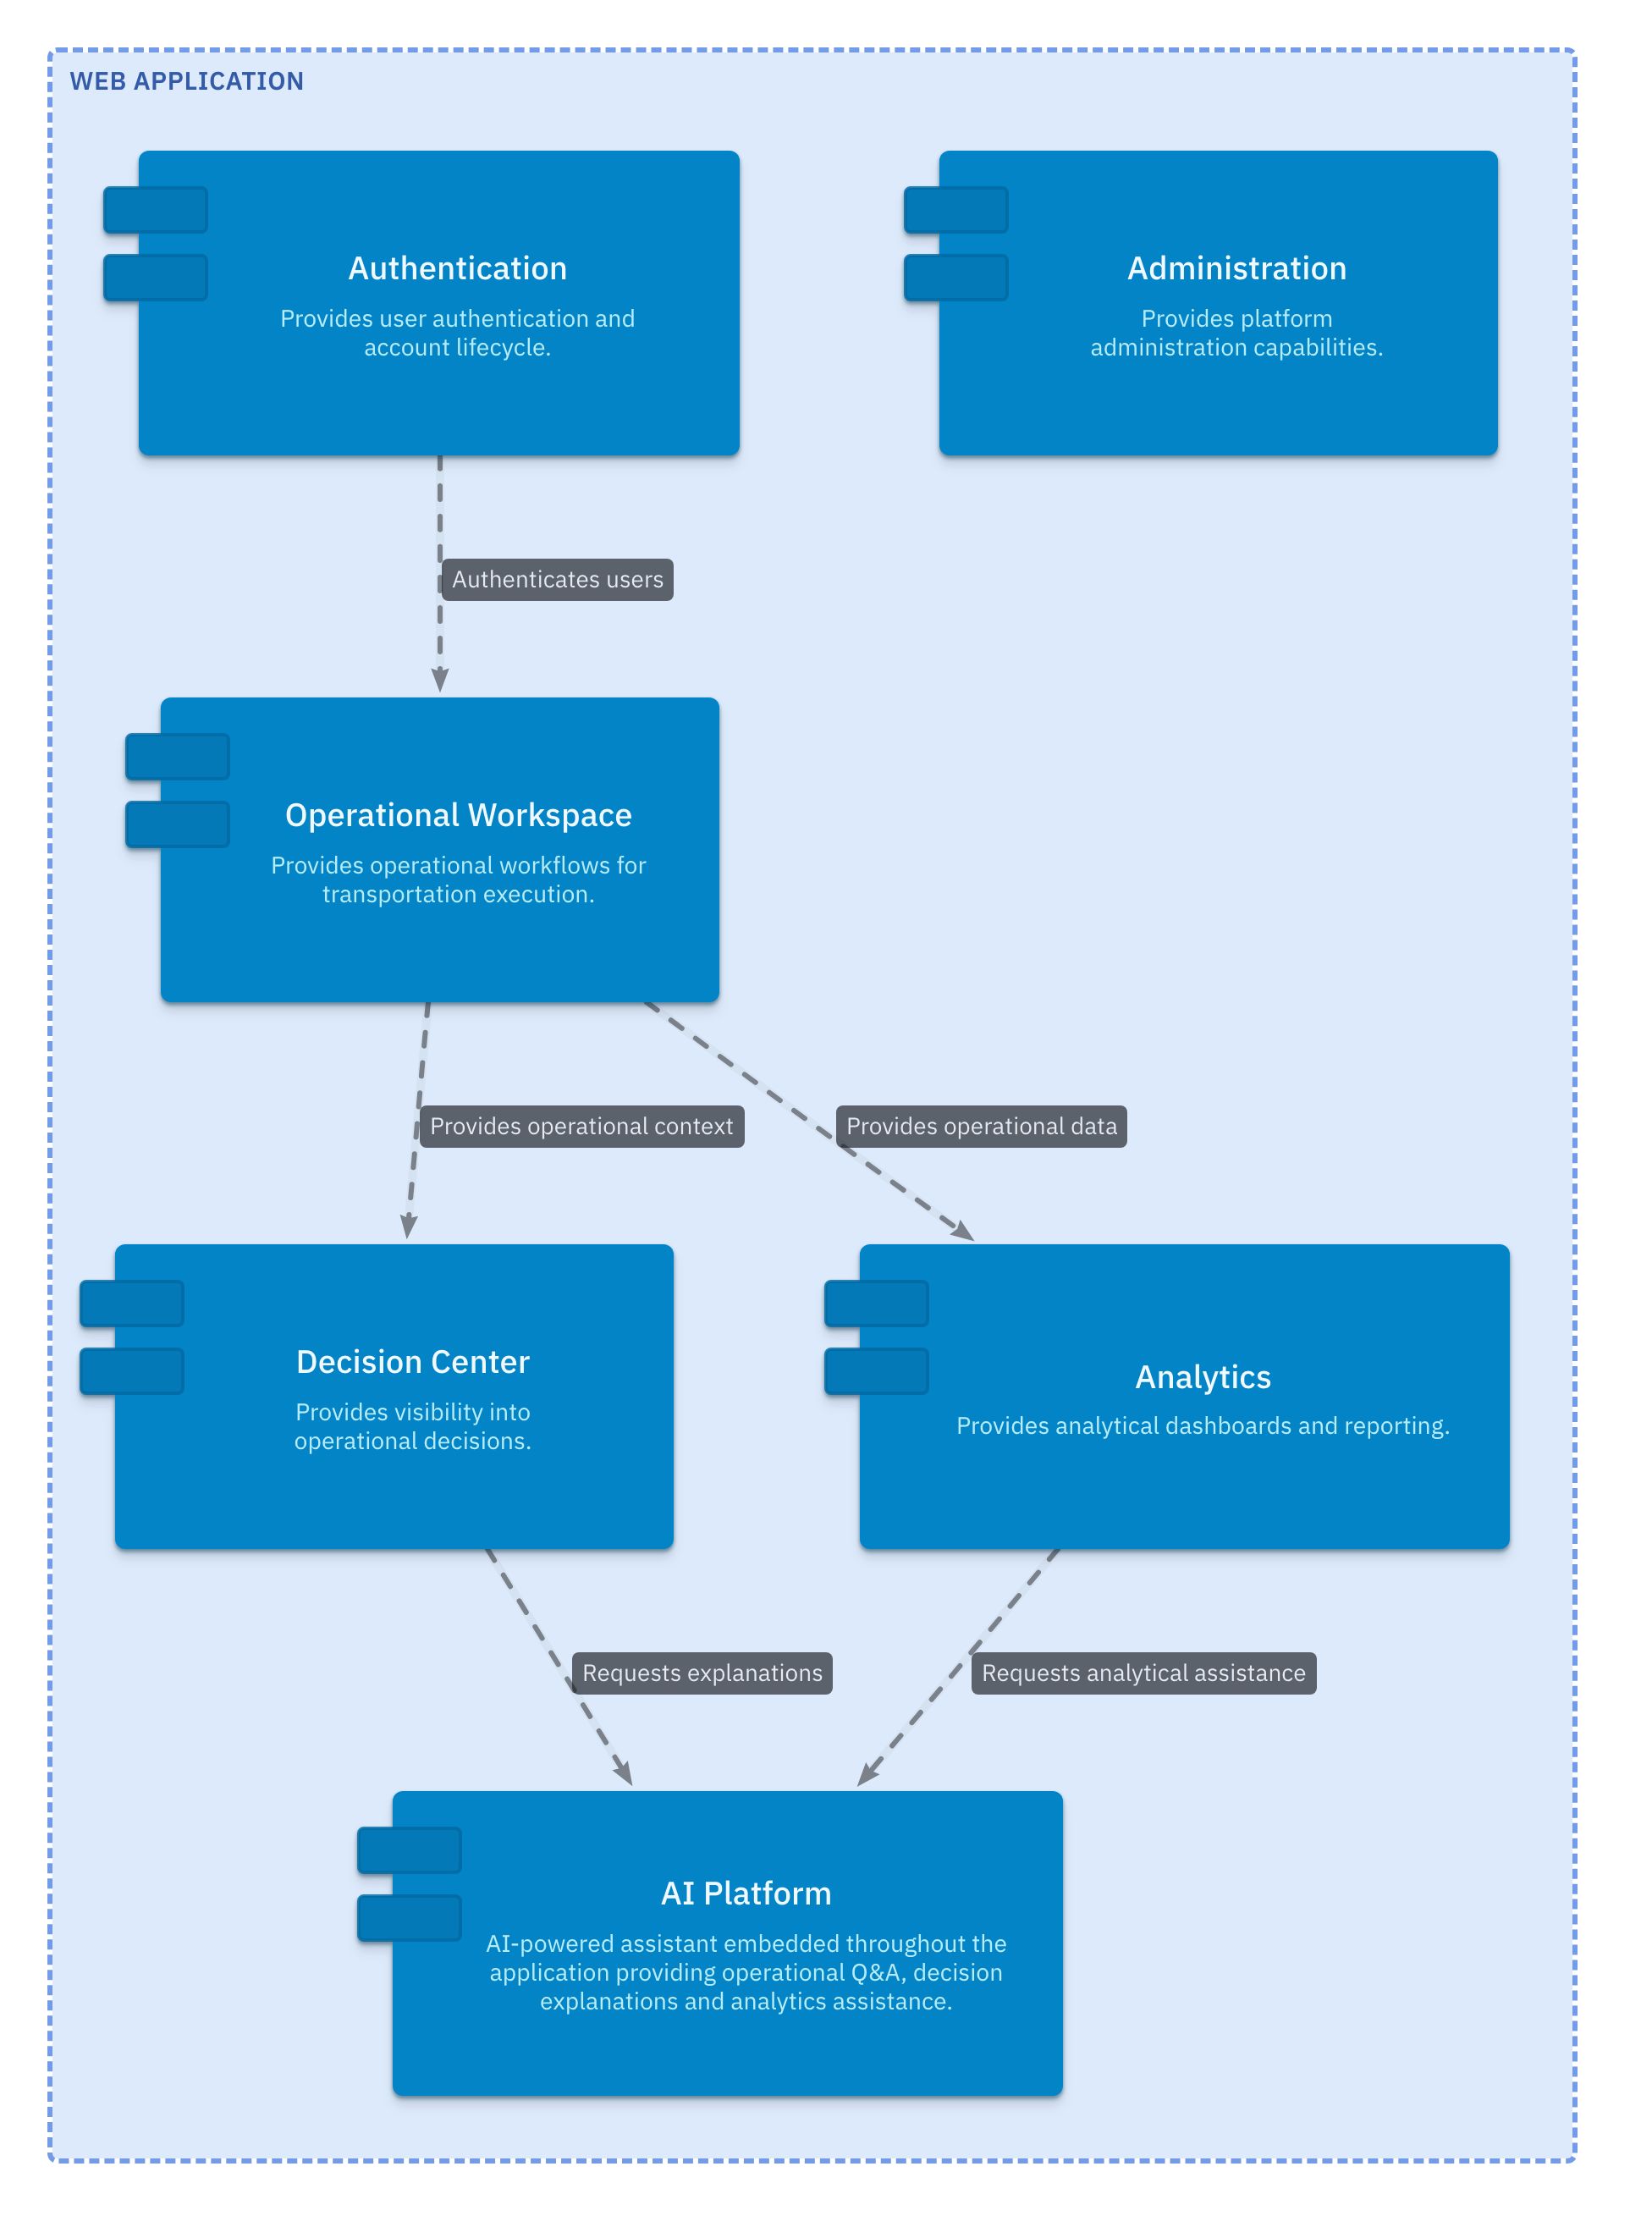 WEB APPLICATION
Authentication
Provides user authentication and
account lifecycle.
Administration
Provides platform
administration capabilities.
Authenticates users
Operational Workspace
Provides operational workflows for
transportation execution.
Provides operational context
Provides operational data
Decision Center
Provides visibility into
operational decisions.
Analytics
Provides analytical dashboards and reporting.
Requests explanations
Requests analytical assistance
AI Platform
AI-powered assistant embedded throughout the
application providing operational Q&A, decision
explanations and analytics assistance.